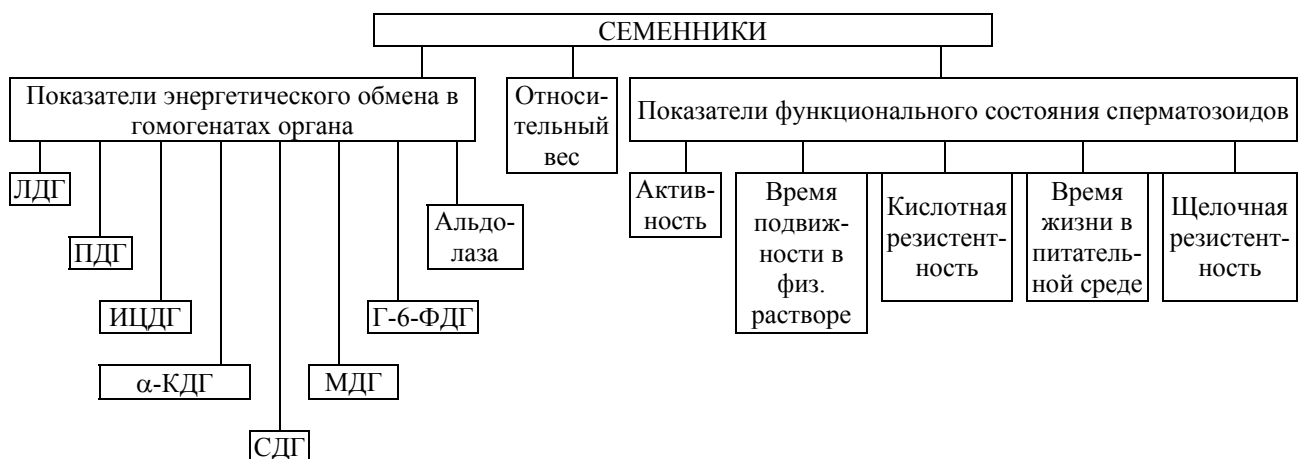 СЕМЕННИКИ
Показатели энергетического обмена в
гомогенатах органа
Относи-
тельный
вес
Показатели функционального состояния сперматозоидов
ЛДГ
ПДГ
ИЦДГ
α-КДГ
СДГ
МДГ
Г-6-ФДГ
Альдо-
лаза
Актив-
ность
Время
подвиж-
ности в
физ.
растворе
Кислотная
резистент-
ность
Время
жизни в
питатель-
ной среде
Щелочная
резистент-
ность